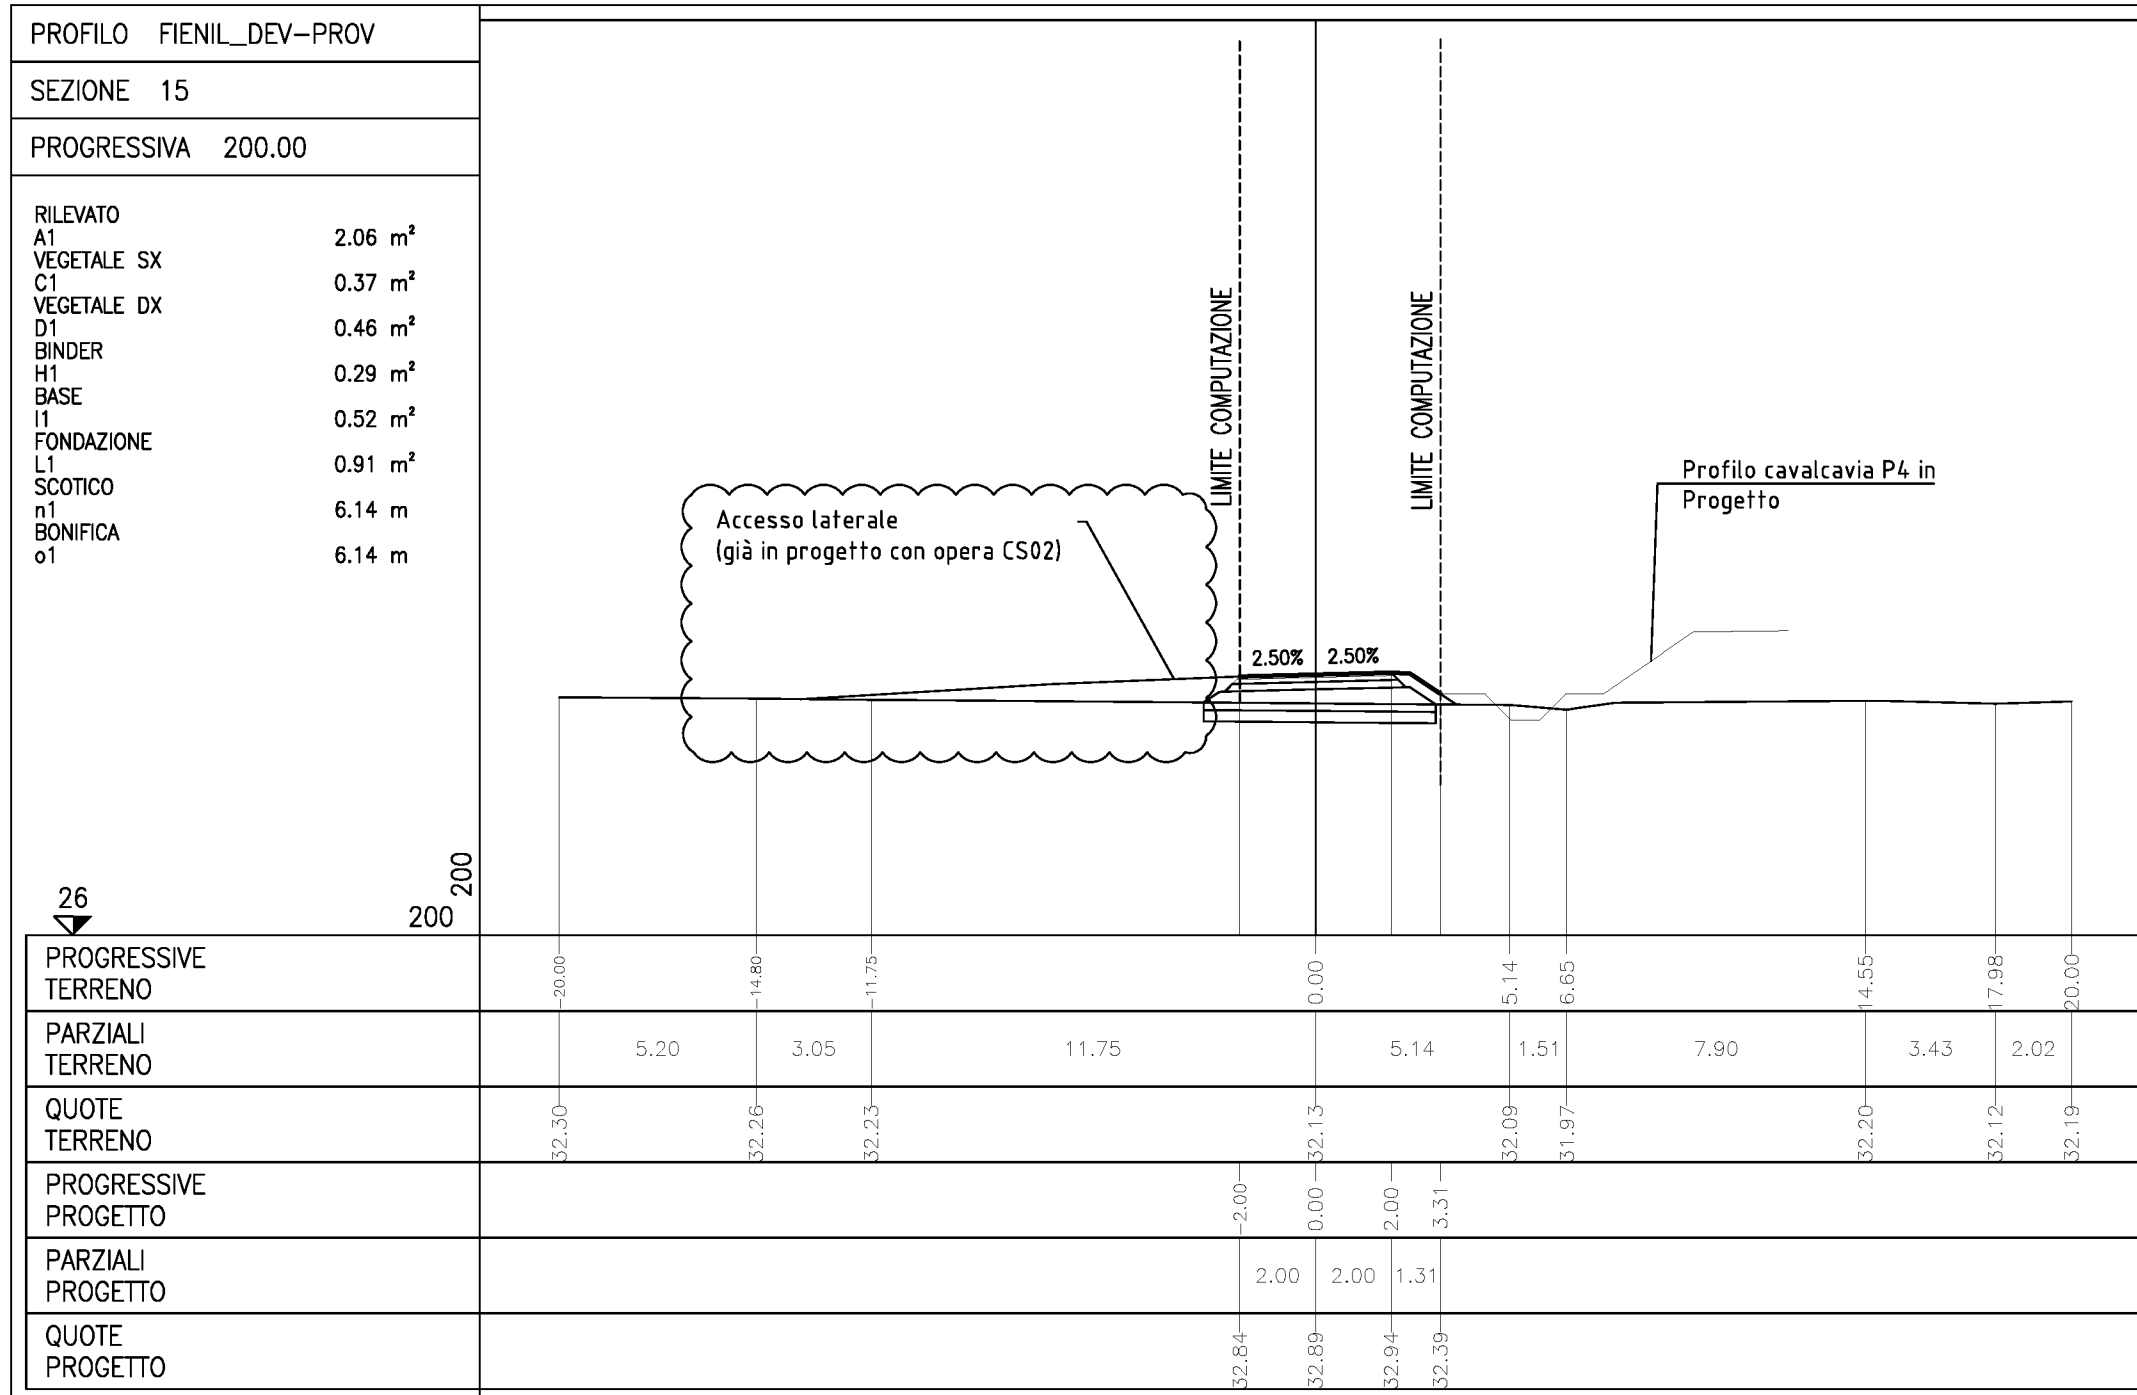 PROFILO FIENIL_DEV-PROV
SEZIONE 15
PROGRESSIVA 200.00
RILEVATO
A1 2.06 m²
VEGETALE SX
C1 0.37 m²
VEGETALE DX
D1 0.46 m²
BINDER
H1 0.29 m²
BASE
I1 0.52 m²
FONDAZIONE
L1 0.91 m²
SCOTICO
n1 6.14 m
BONIFICA
o1 6.14 m
LIMITE COMPUTAZIONE
LIMITE COMPUTAZIONE
Accesso laterale
(già in progetto con opera CS02)
Profilo cavalcavia P4 in
Progetto
2.50% 2.50%
26
200
200
PROGRESSIVE
TERRENO
-20.00 -14.80 -11.75 0.00 5.14 6.65 14.55 17.98 20.00
PARZIALI
TERRENO
5.20 3.05 11.75 5.14 1.51 7.90 3.43 2.02
QUOTE
TERRENO
32.30 32.26 32.23 32.13 32.09 31.97 32.20 32.12 32.19
PROGRESSIVE
PROGETTO
-2.00 0.00 2.00 3.31
PARZIALI
PROGETTO
2.00 2.00 1.31
QUOTE
PROGETTO
32.84 32.89 32.94 32.39